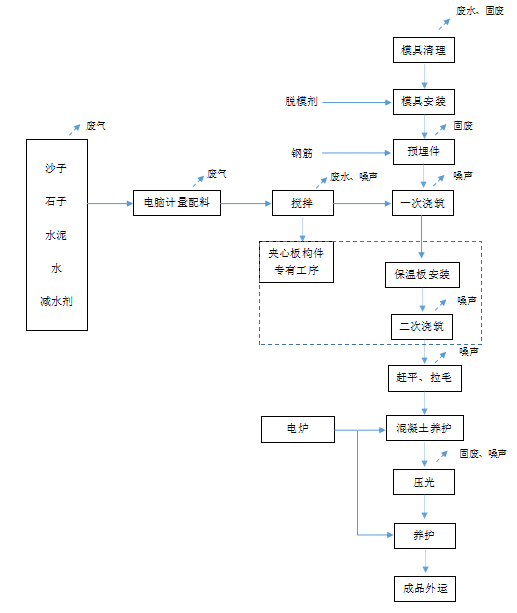 废水、固废
模具清理
脱模剂
模具安装
废气
固废
沙子
钢筋
预埋件
石子
废气
废水、噪声
噪声
水泥
电脑计量配料
搅拌
一次浇筑
水
夹心板构件
专有工序
保温板安装
减水剂
噪声
二次浇筑
噪声
赶平、拉毛
电炉
混凝土养护
固废、噪声
压光
养护
成品外运